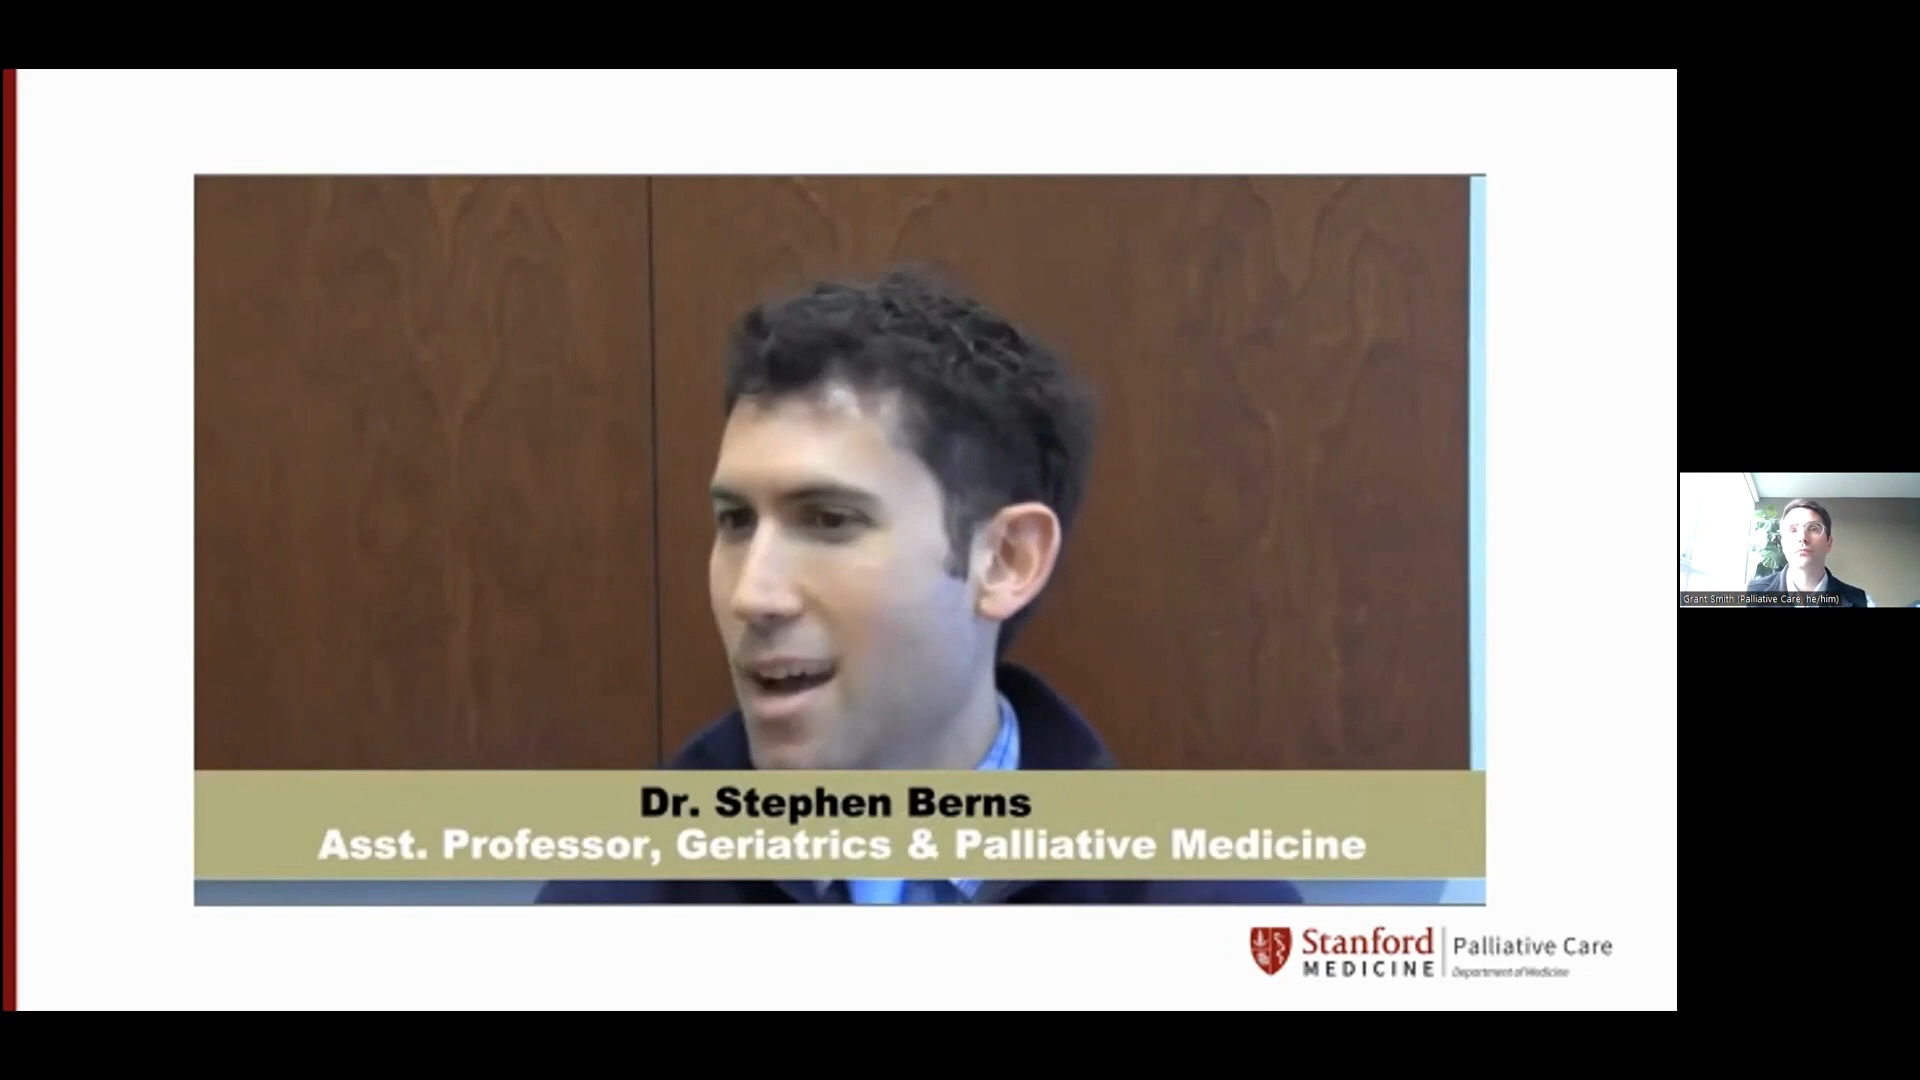 Dr. Stephen Berns
Asst. Professor, Geriatrics & Palliative Medicine
Grant Smith (Palliative Care, he/him)
Stanford
MEDICINE
Palliative Care
Department of Medicine